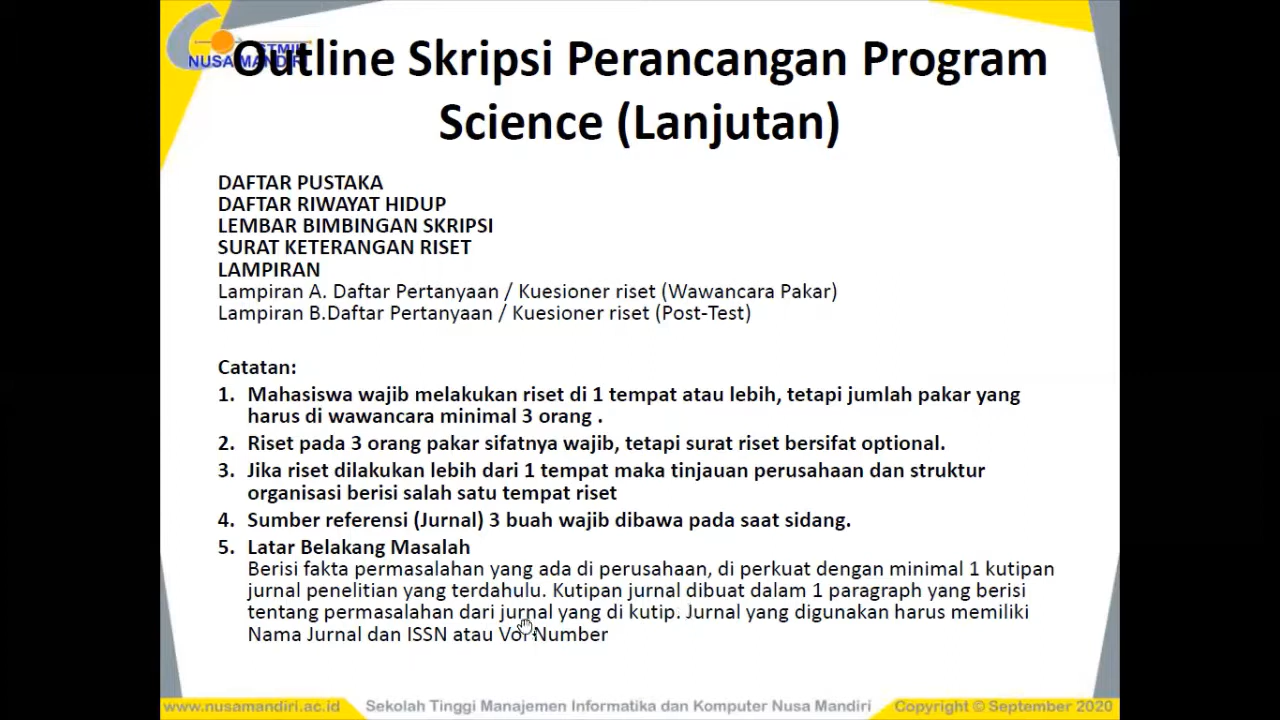 STMIK
NUSA MANDIRI
Outline Skripsi Perancangan Program
Science (Lanjutan)
DAFTAR PUSTAKA
DAFTAR RIWAYAT HIDUP
LEMBAR BIMBINGAN SKRIPSI
SURAT KETERANGAN RISET
LAMPIRAN
Lampiran A. Daftar Pertanyaan / Kuesioner riset (Wawancara Pakar)
Lampiran B.Daftar Pertanyaan / Kuesioner riset (Post-Test)
Catatan:
1. Mahasiswa wajib melakukan riset di 1 tempat atau lebih, tetapi jumlah pakar yang
harus di wawancara minimal 3 orang .
2. Riset pada 3 orang pakar sifatnya wajib, tetapi surat riset bersifat optional.
3. Jika riset dilakukan lebih dari 1 tempat maka tinjauan perusahaan dan struktur
organisasi berisi salah satu tempat riset
4. Sumber referensi (Jurnal) 3 buah wajib dibawa pada saat sidang.
5. Latar Belakang Masalah
Berisi fakta permasalahan yang ada di perusahaan, di perkuat dengan minimal 1 kutipan
jurnal penelitian yang terdahulu. Kutipan jurnal dibuat dalam 1 paragraph yang berisi
tentang permasalahan dari jurnal yang di kutip. Jurnal yang digunakan harus memiliki
Nama Jurnal dan ISSN atau Vol Number
www.nusamandiri.ac.id Sekolah Tinggi Manajemen Informatika dan Komputer Nusa Mandiri Copyright © September 2020